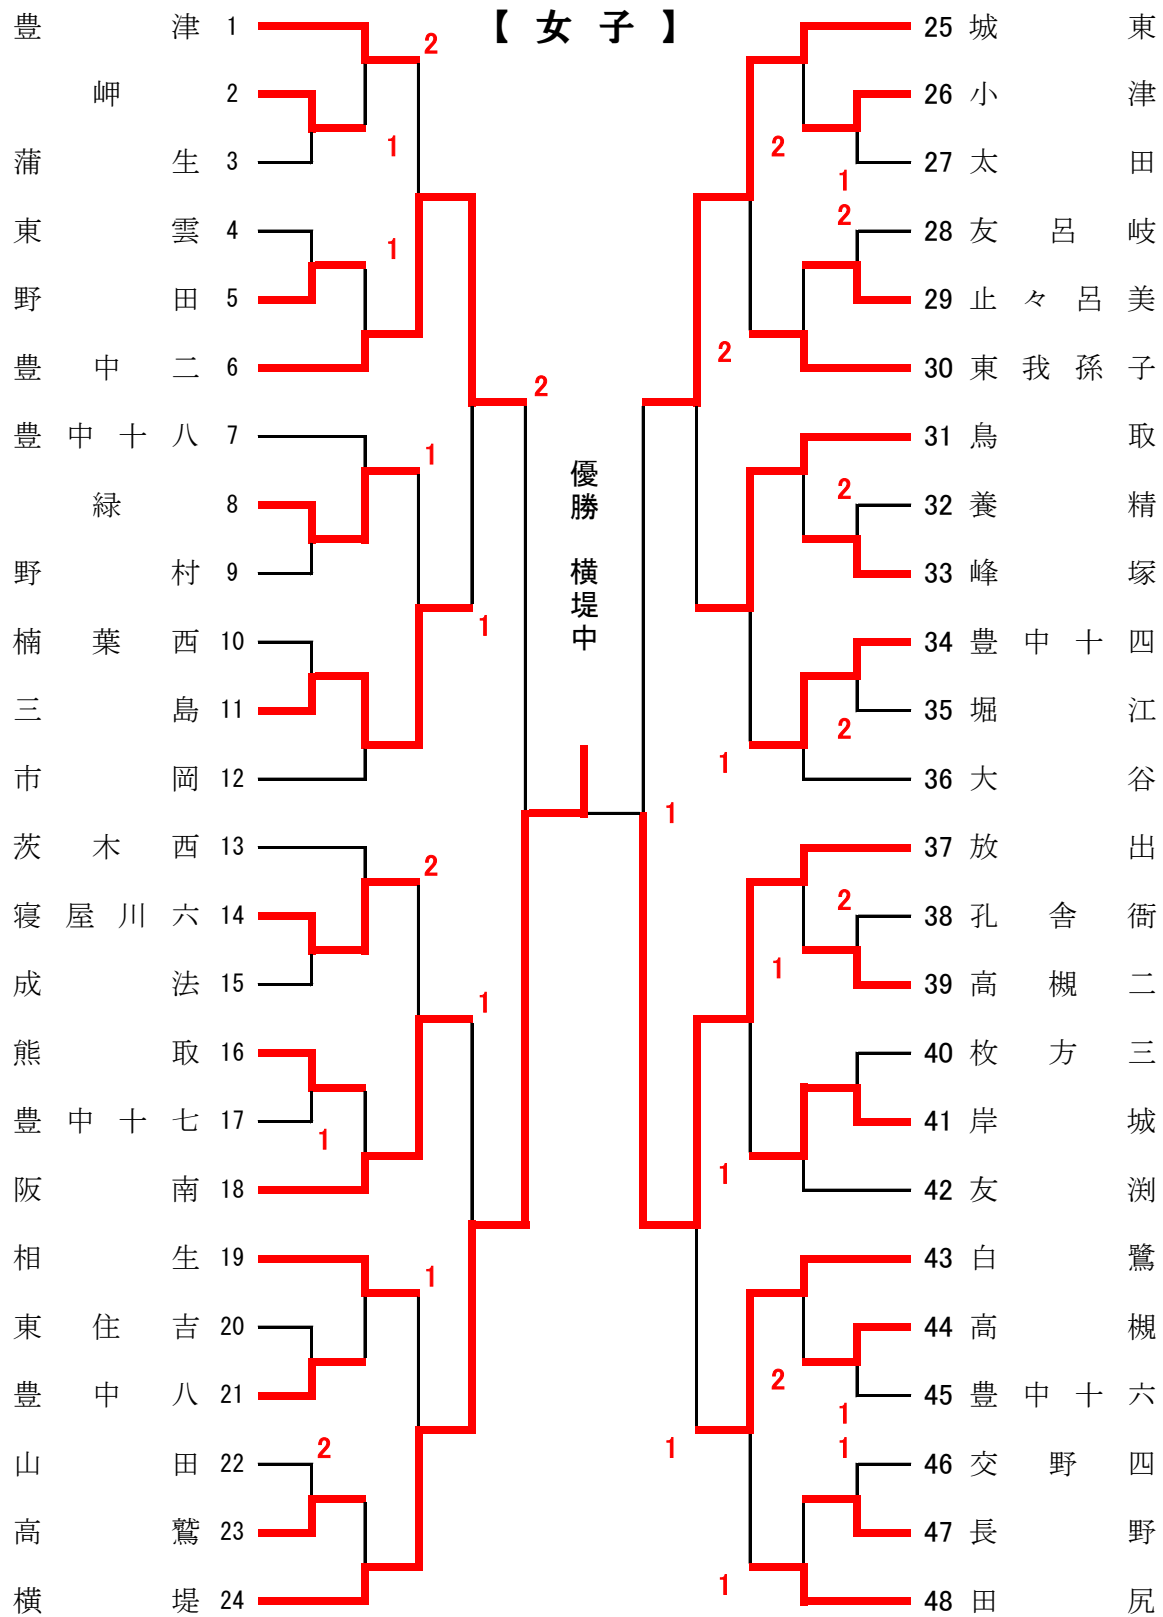 【 女 子 】
豊津 1
岬 2
蒲生 3
東雲 4
野田 5
豊中二 6
豊中十八 7
緑 8
野村 9
楠葉西 10
三島 11
市岡 12
茨木西 13
寝屋川六 14
成法 15
熊取 16
豊中十七 17
阪南 18
相生 19
東住吉 20
豊中八 21
山田 22
高鷲 23
横堤 24
2
1
1
1
1
2
2
1
1
1
2
優勝 横堤中
25 城東
26 小津
27 太田
28 友呂岐
29 止々呂美
30 東我孫子
31 鳥取
32 養精
33 峰塚
34 豊中十四
35 堀江
36 大谷
37 放出
38 孔舎衙
39 高槻二
40 枚方三
41 岸城
42 友渕
43 白鷺
44 高槻
45 豊中十六
46 交野四
47 長野
48 田尻
2
1
2
2
2
2
1
1
2
1
1
2
1
1
1
1